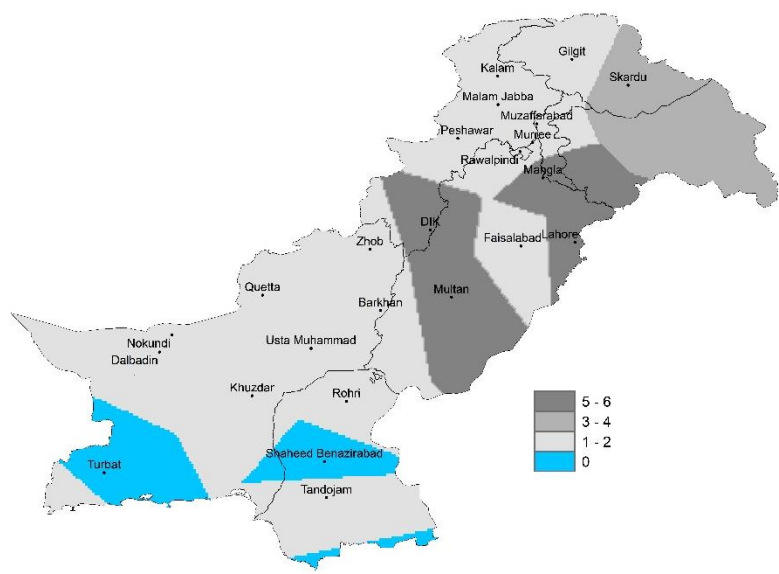 Gilgit
Kalam
Skardu
Malam Jabba
Muzaffarabad
Peshawar
Murree
Rawalpindi
Mangla
DIK
Zhob
Faisalabad
Lahore
Quetta
Multan
Barkhan
Nokundi
Usta Muhammad
Dalbadin
Khuzdar
Rohri
5 - 6
3 - 4
1 - 2
0
Shaheed Benazirabad
Turbat
Tandojam